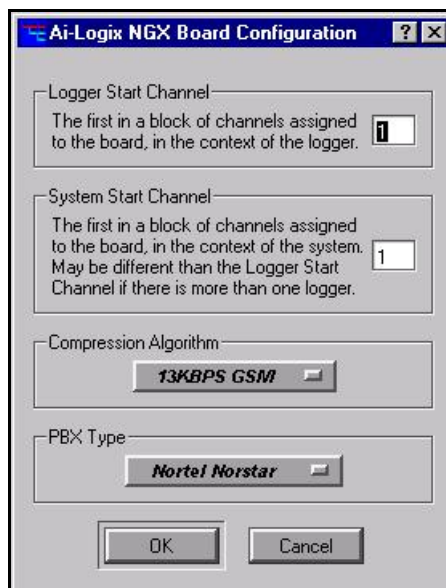 Ai-Logix NGX Board Configuration
Logger Start Channel
The first in a block of channels assigned
to the board, in the context of the logger.
1
System Start Channel
The first in a block of channels assigned
to the board, in the context of the system.
May be different than the Logger Start
Channel if there is more than one logger.
1
Compression Algorithm
13KBPS GSM
PBX Type
Nortel Norstar
OK Cancel